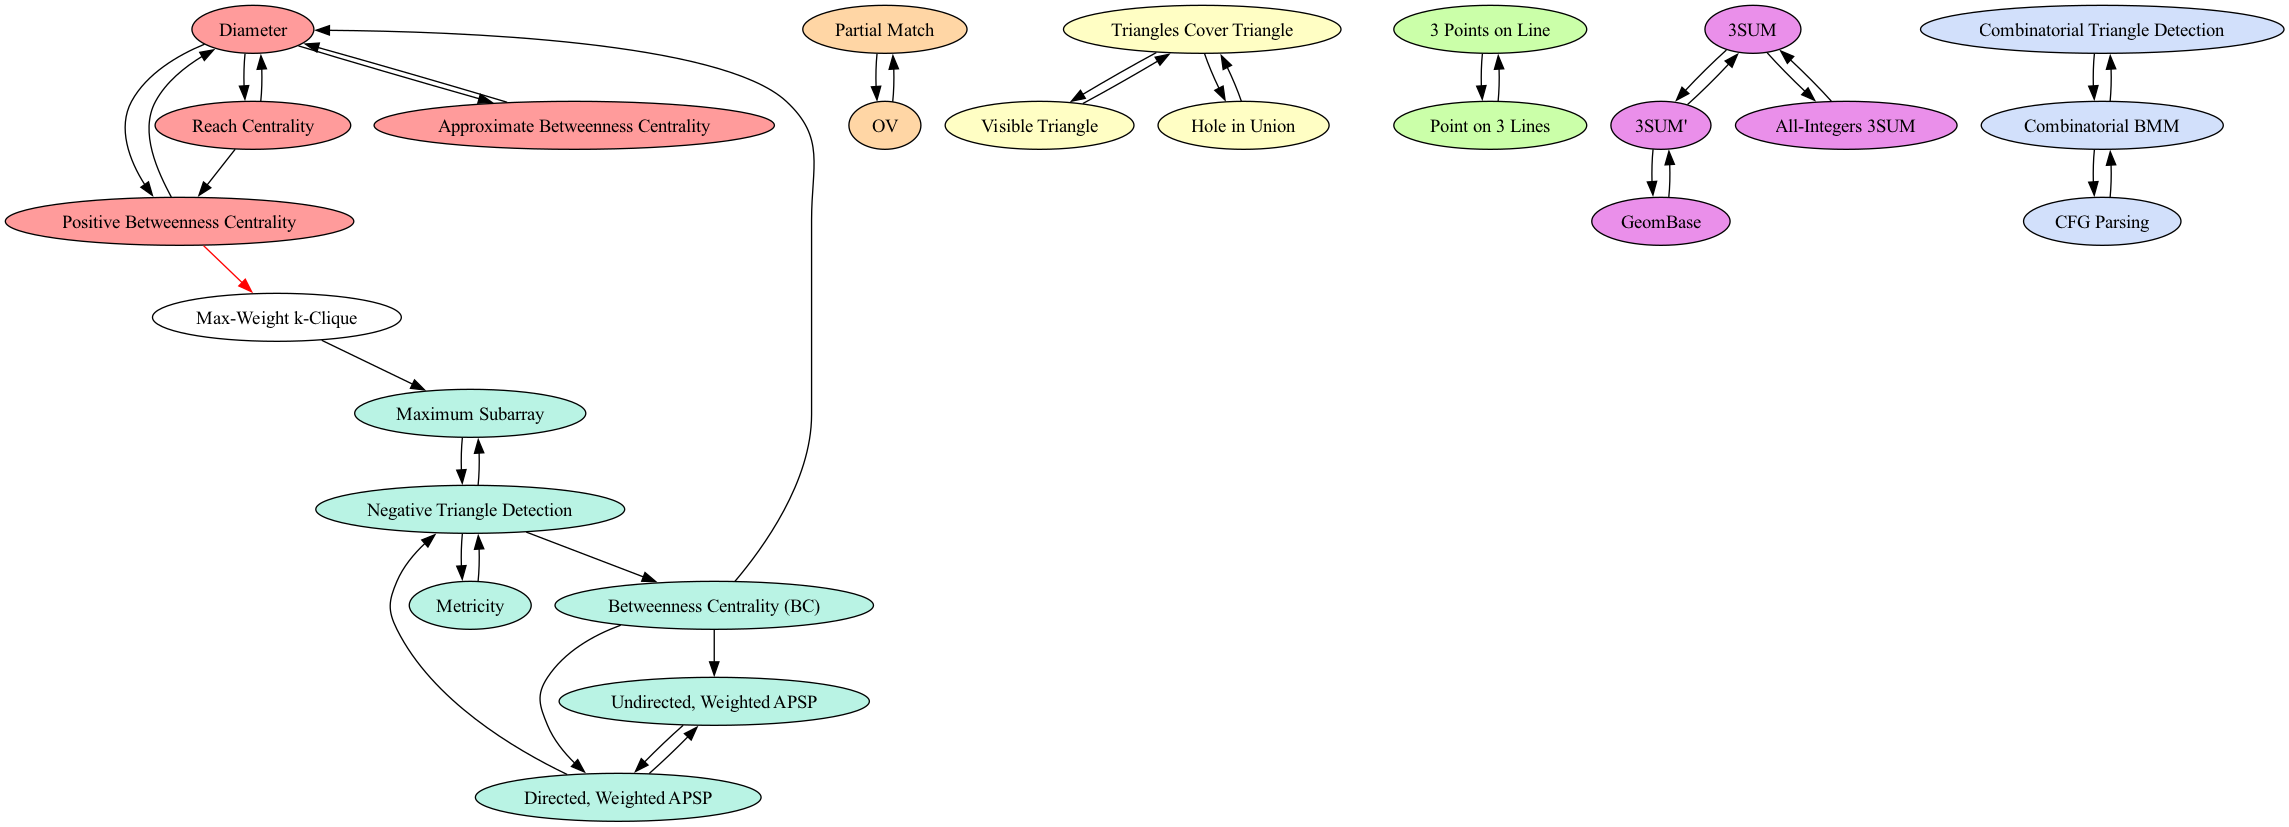 Diameter
Partial Match
Triangles Cover Triangle
3 Points on Line
3SUM
Combinatorial Triangle Detection
Reach Centrality
Approximate Betweenness Centrality
OV
Visible Triangle
Hole in Union
Point on 3 Lines
3SUM'
All-Integers 3SUM
Combinatorial BMM
Positive Betweenness Centrality
GeomBase
CFG Parsing
Max-Weight k-Clique
Maximum Subarray
Negative Triangle Detection
Metricity
Betweenness Centrality (BC)
Undirected, Weighted APSP
Directed, Weighted APSP